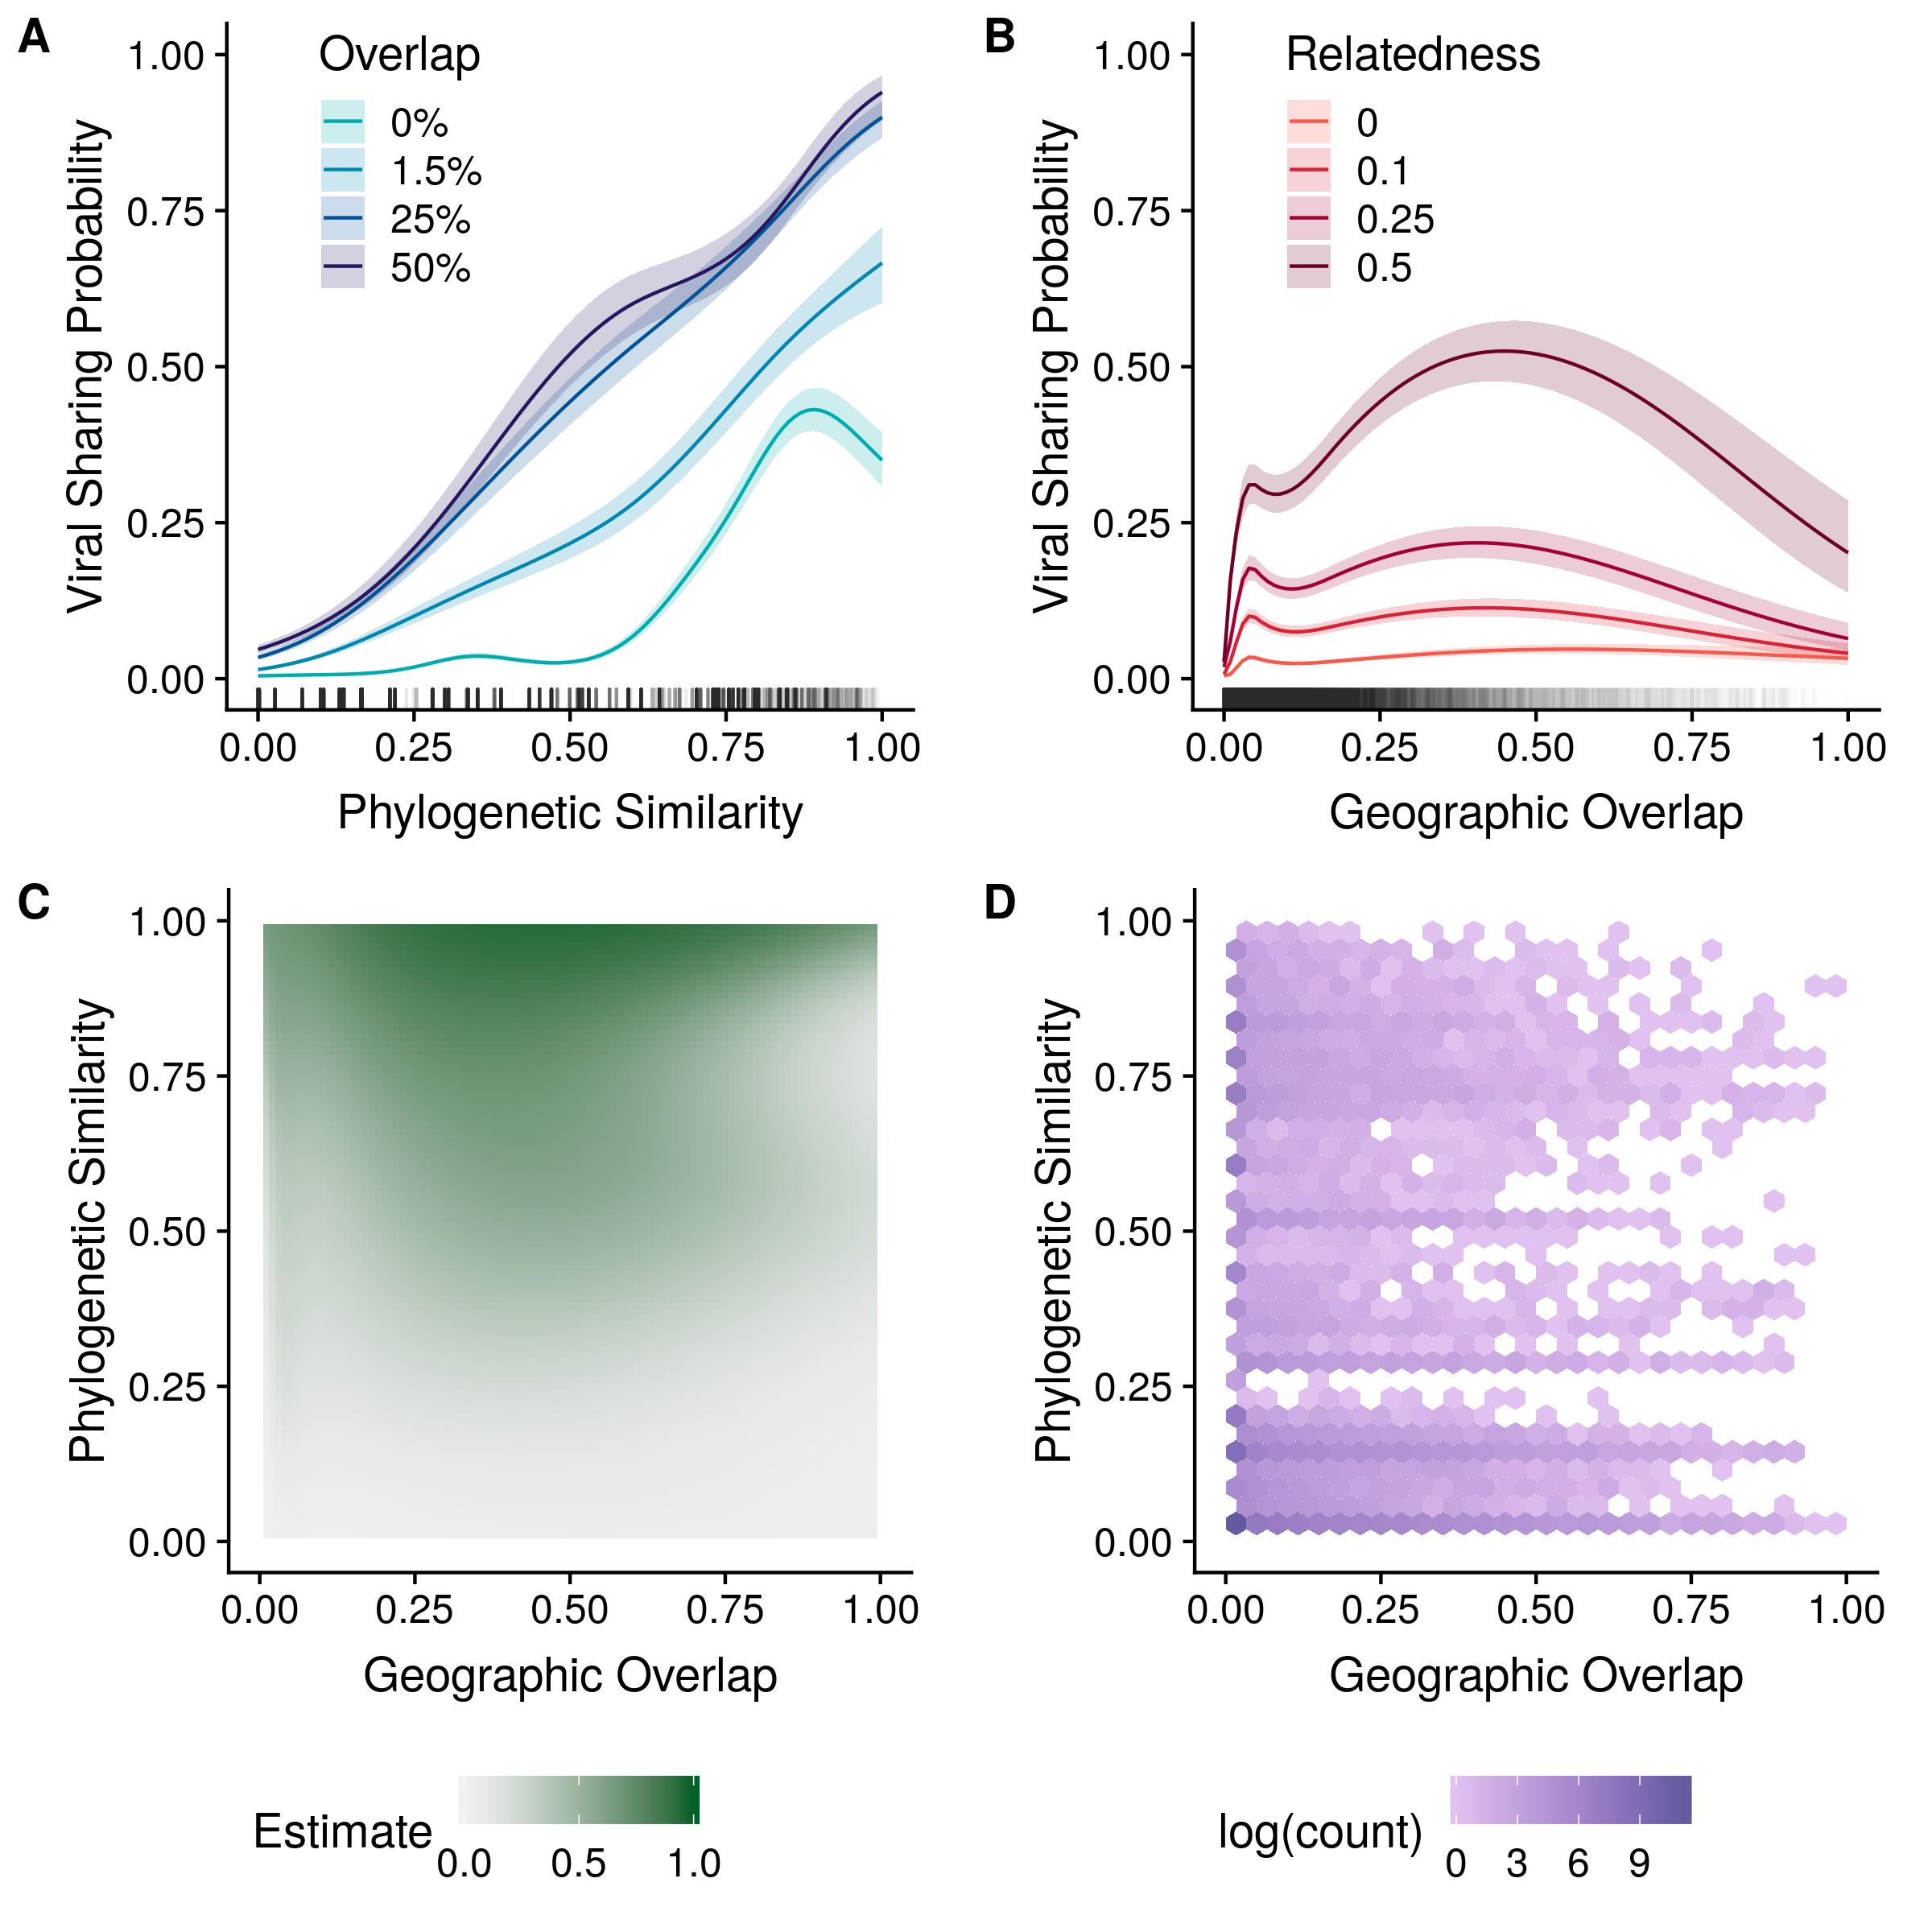 A
Overlap
0%
1.5%
25%
50%
Viral Sharing Probability
1.00
0.75
0.50
0.25
0.00
0.00 0.25 0.50 0.75 1.00
Phylogenetic Similarity
B
Relatedness
0
0.1
0.25
0.5
Viral Sharing Probability
1.00
0.75
0.50
0.25
0.00
0.00 0.25 0.50 0.75 1.00
Geographic Overlap
C
Phylogenetic Similarity
1.00
0.75
0.50
0.25
0.00
0.00 0.25 0.50 0.75 1.00
Geographic Overlap
Estimate
0.0 0.5 1.0
D
Phylogenetic Similarity
1.00
0.75
0.50
0.25
0.00
0.00 0.25 0.50 0.75 1.00
Geographic Overlap
log(count)
0 3 6 9